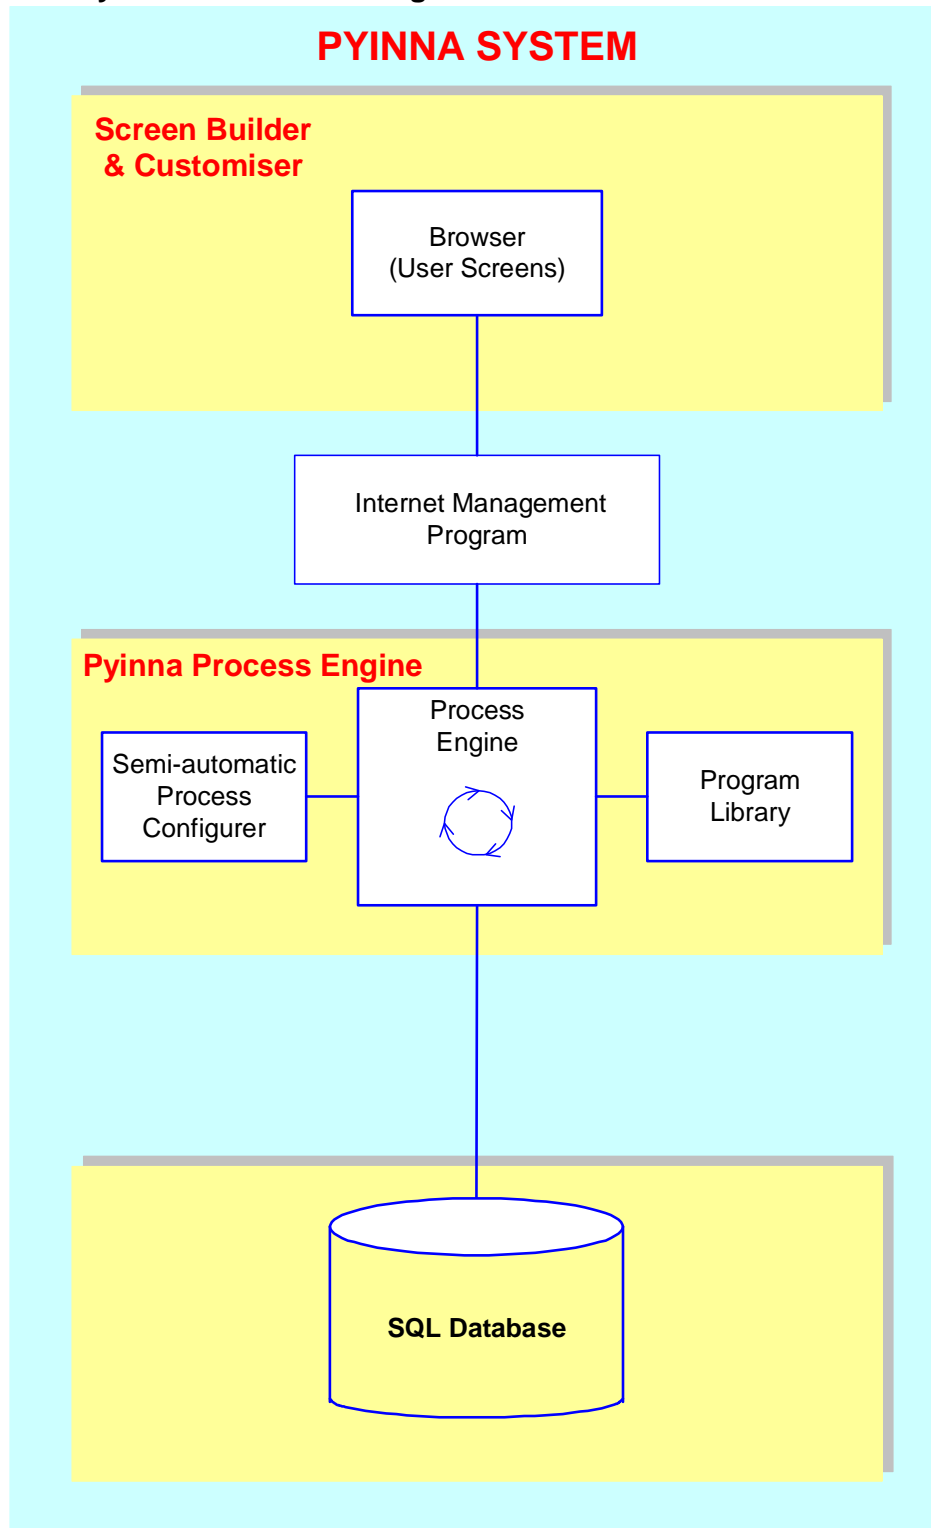 PYINNA SYSTEM
Screen Builder
& Customiser
Browser
(User Screens)
Internet Management
Program
Pyinna Process Engine
Process
Engine
Semi-automatic
Process
Configurer
Program
Library
SQL Database